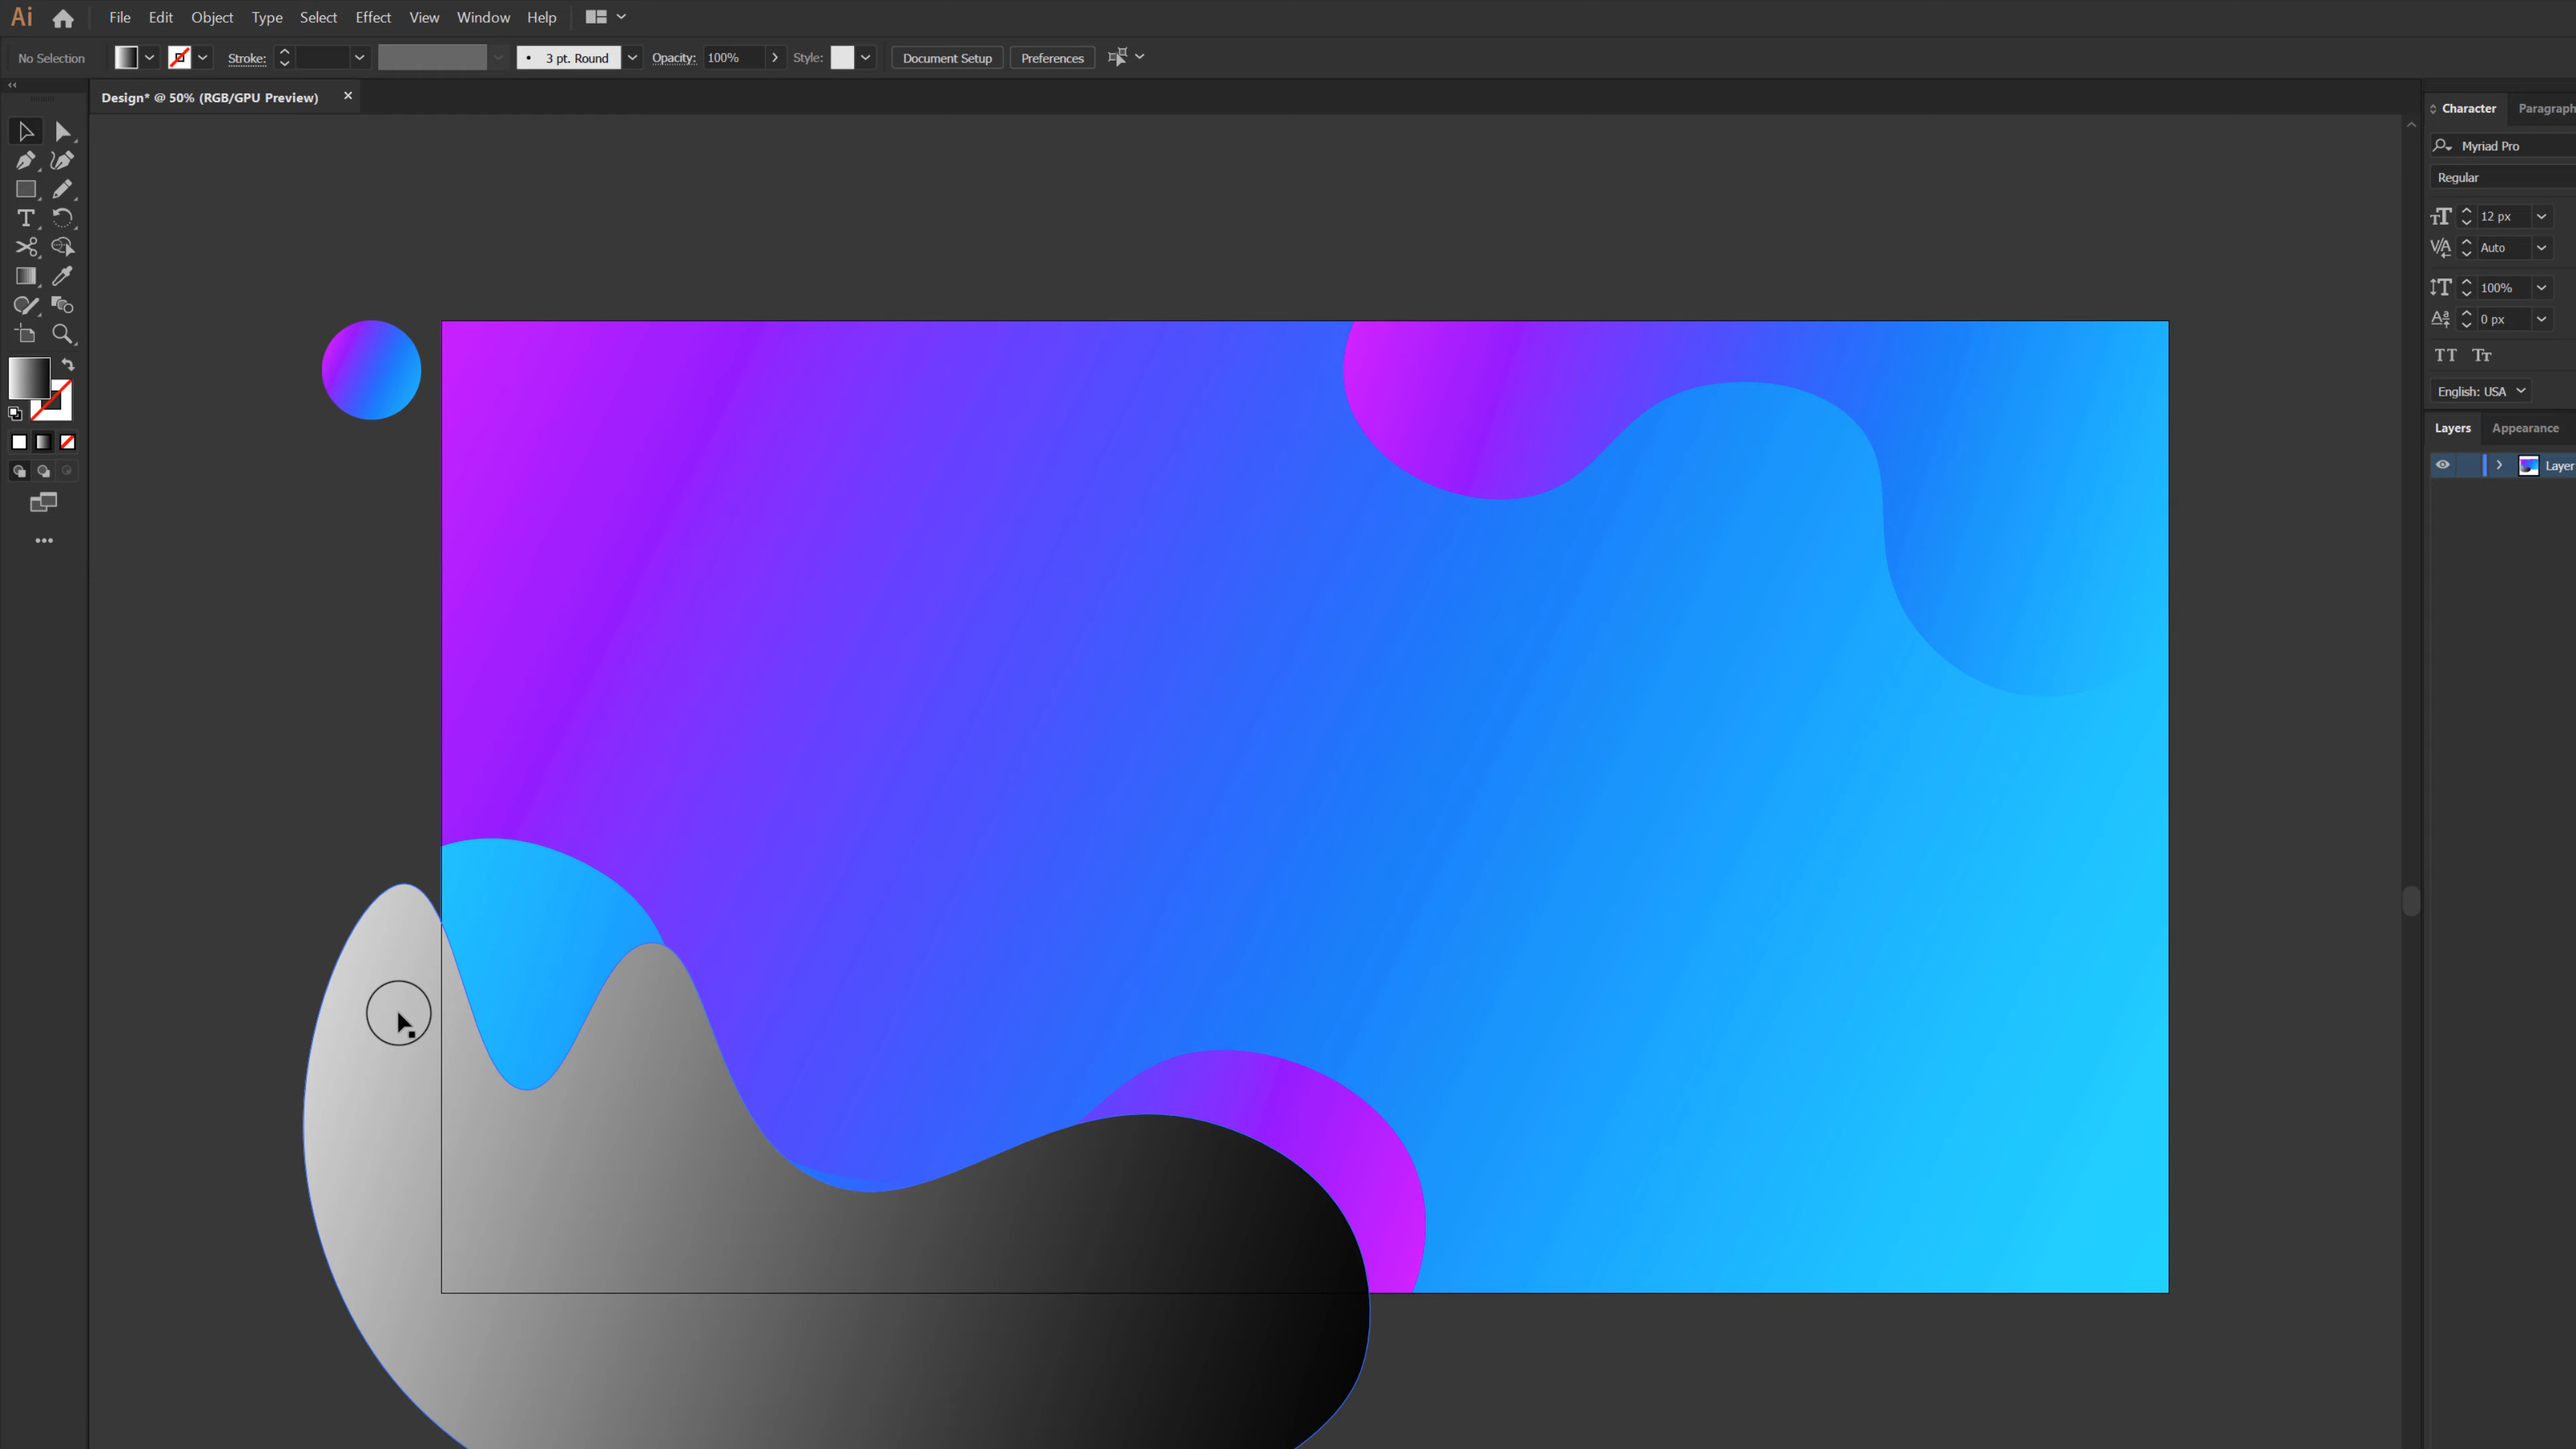 Ai File Edit Object Type Select Effect View Window Help
No Selection Stroke: 3 pt. Round Opacity: 100% Style: Document Setup Preferences
Design* @ 50% (RGB/GPU Preview) ×
Character Paragraph
Myriad Pro
Regular
12 px
Auto
100%
0 px
TT Tт
English: USA
Layers Appearance
Layer